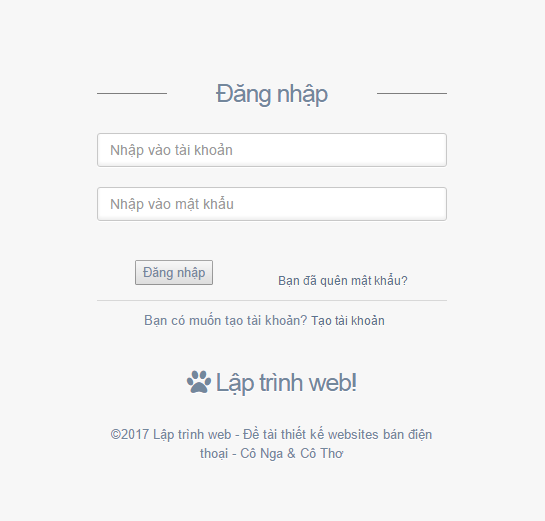 Đăng nhập
Nhập vào tài khoản
Nhập vào mật khẩu
Đăng nhập
Bạn đã quên mật khẩu?
Bạn có muốn tạo tài khoản? Tạo tài khoản
Lập trình web!
©2017 Lập trình web - Đề tài thiết kế websites bán điện
thoại - Cô Nga & Cô Thơ